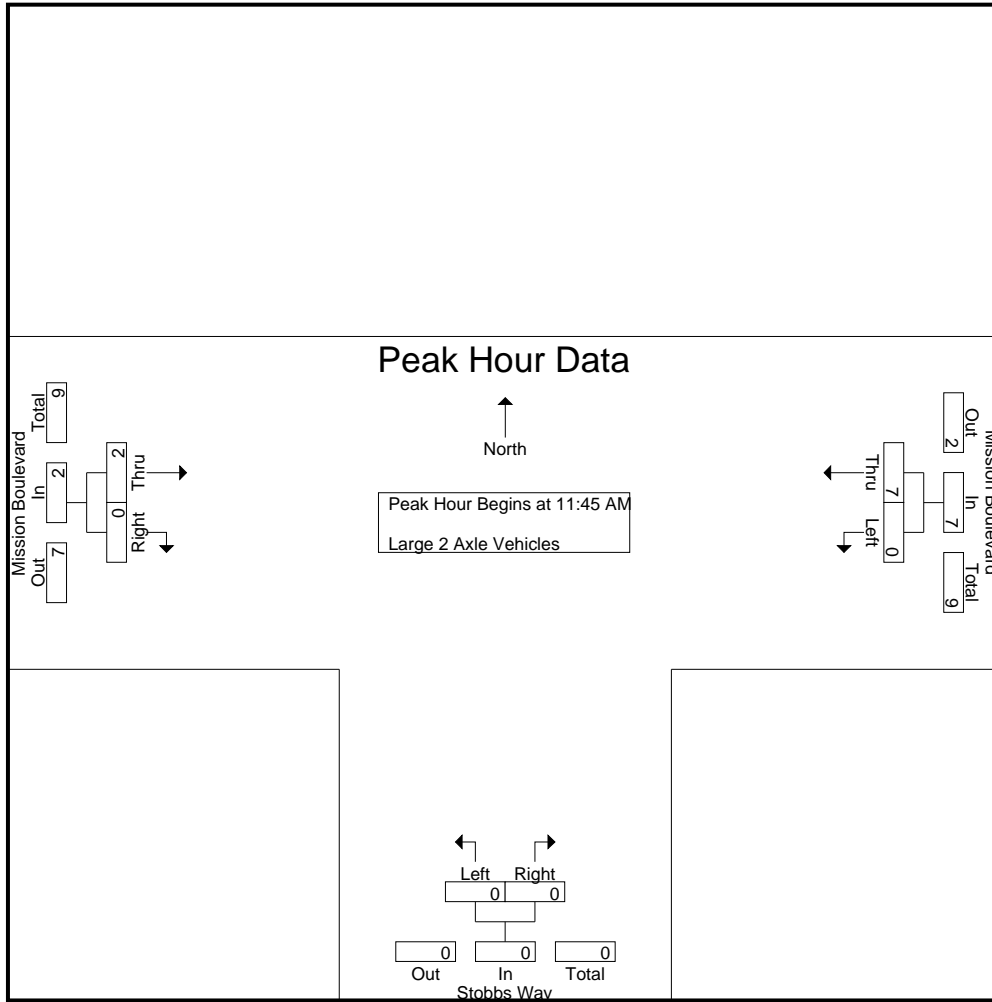 Peak Hour Data
North
Peak Hour Begins at 11:45 AM
Large 2 Axle Vehicles
Mission Boulevard
Total
9
In
2
Out
7
2
Thru
0
Right
Out
2
In
7
Total
9
Mission Boulevard
Thru
7
Left
0
Left
Right
0
0
0
0
0
Out
In
Total
Stobbs Way